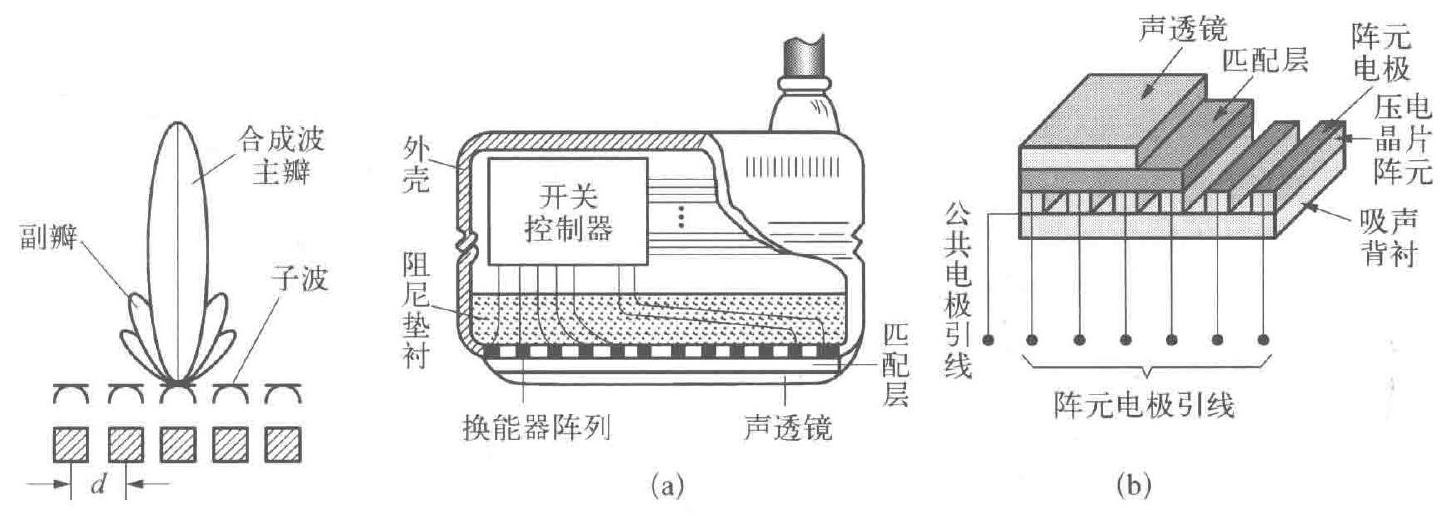 合成波
主瓣
副瓣
子波
d
外壳
开关
控制器
阻尼垫衬
匹配层
换能器阵列
声透镜
(a)
声透镜
匹配层
阵元
电极
压电
晶片
阵元
吸声
背衬
公共电极引线
阵元电极引线
(b)